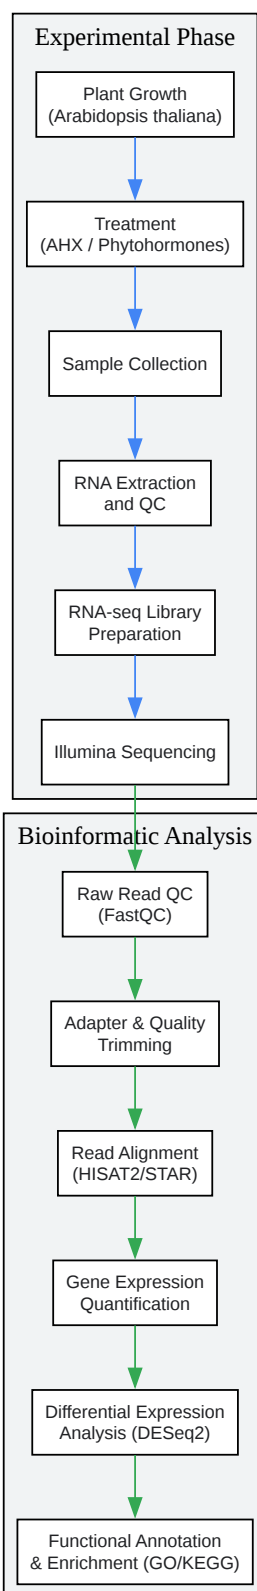 Experimental Phase
Plant Growth
(Arabidopsis thaliana)
Treatment
(AHX / Phytohormones)
Sample Collection
RNA Extraction
and QC
RNA-seq Library
Preparation
Illumina Sequencing
Bioinformatic Analysis
Raw Read QC
(FastQC)
Adapter & Quality
Trimming
Read Alignment
(HISAT2/STAR)
Gene Expression
Quantification
Differential Expression
Analysis (DESeq2)
Functional Annotation
& Enrichment (GO/KEGG)